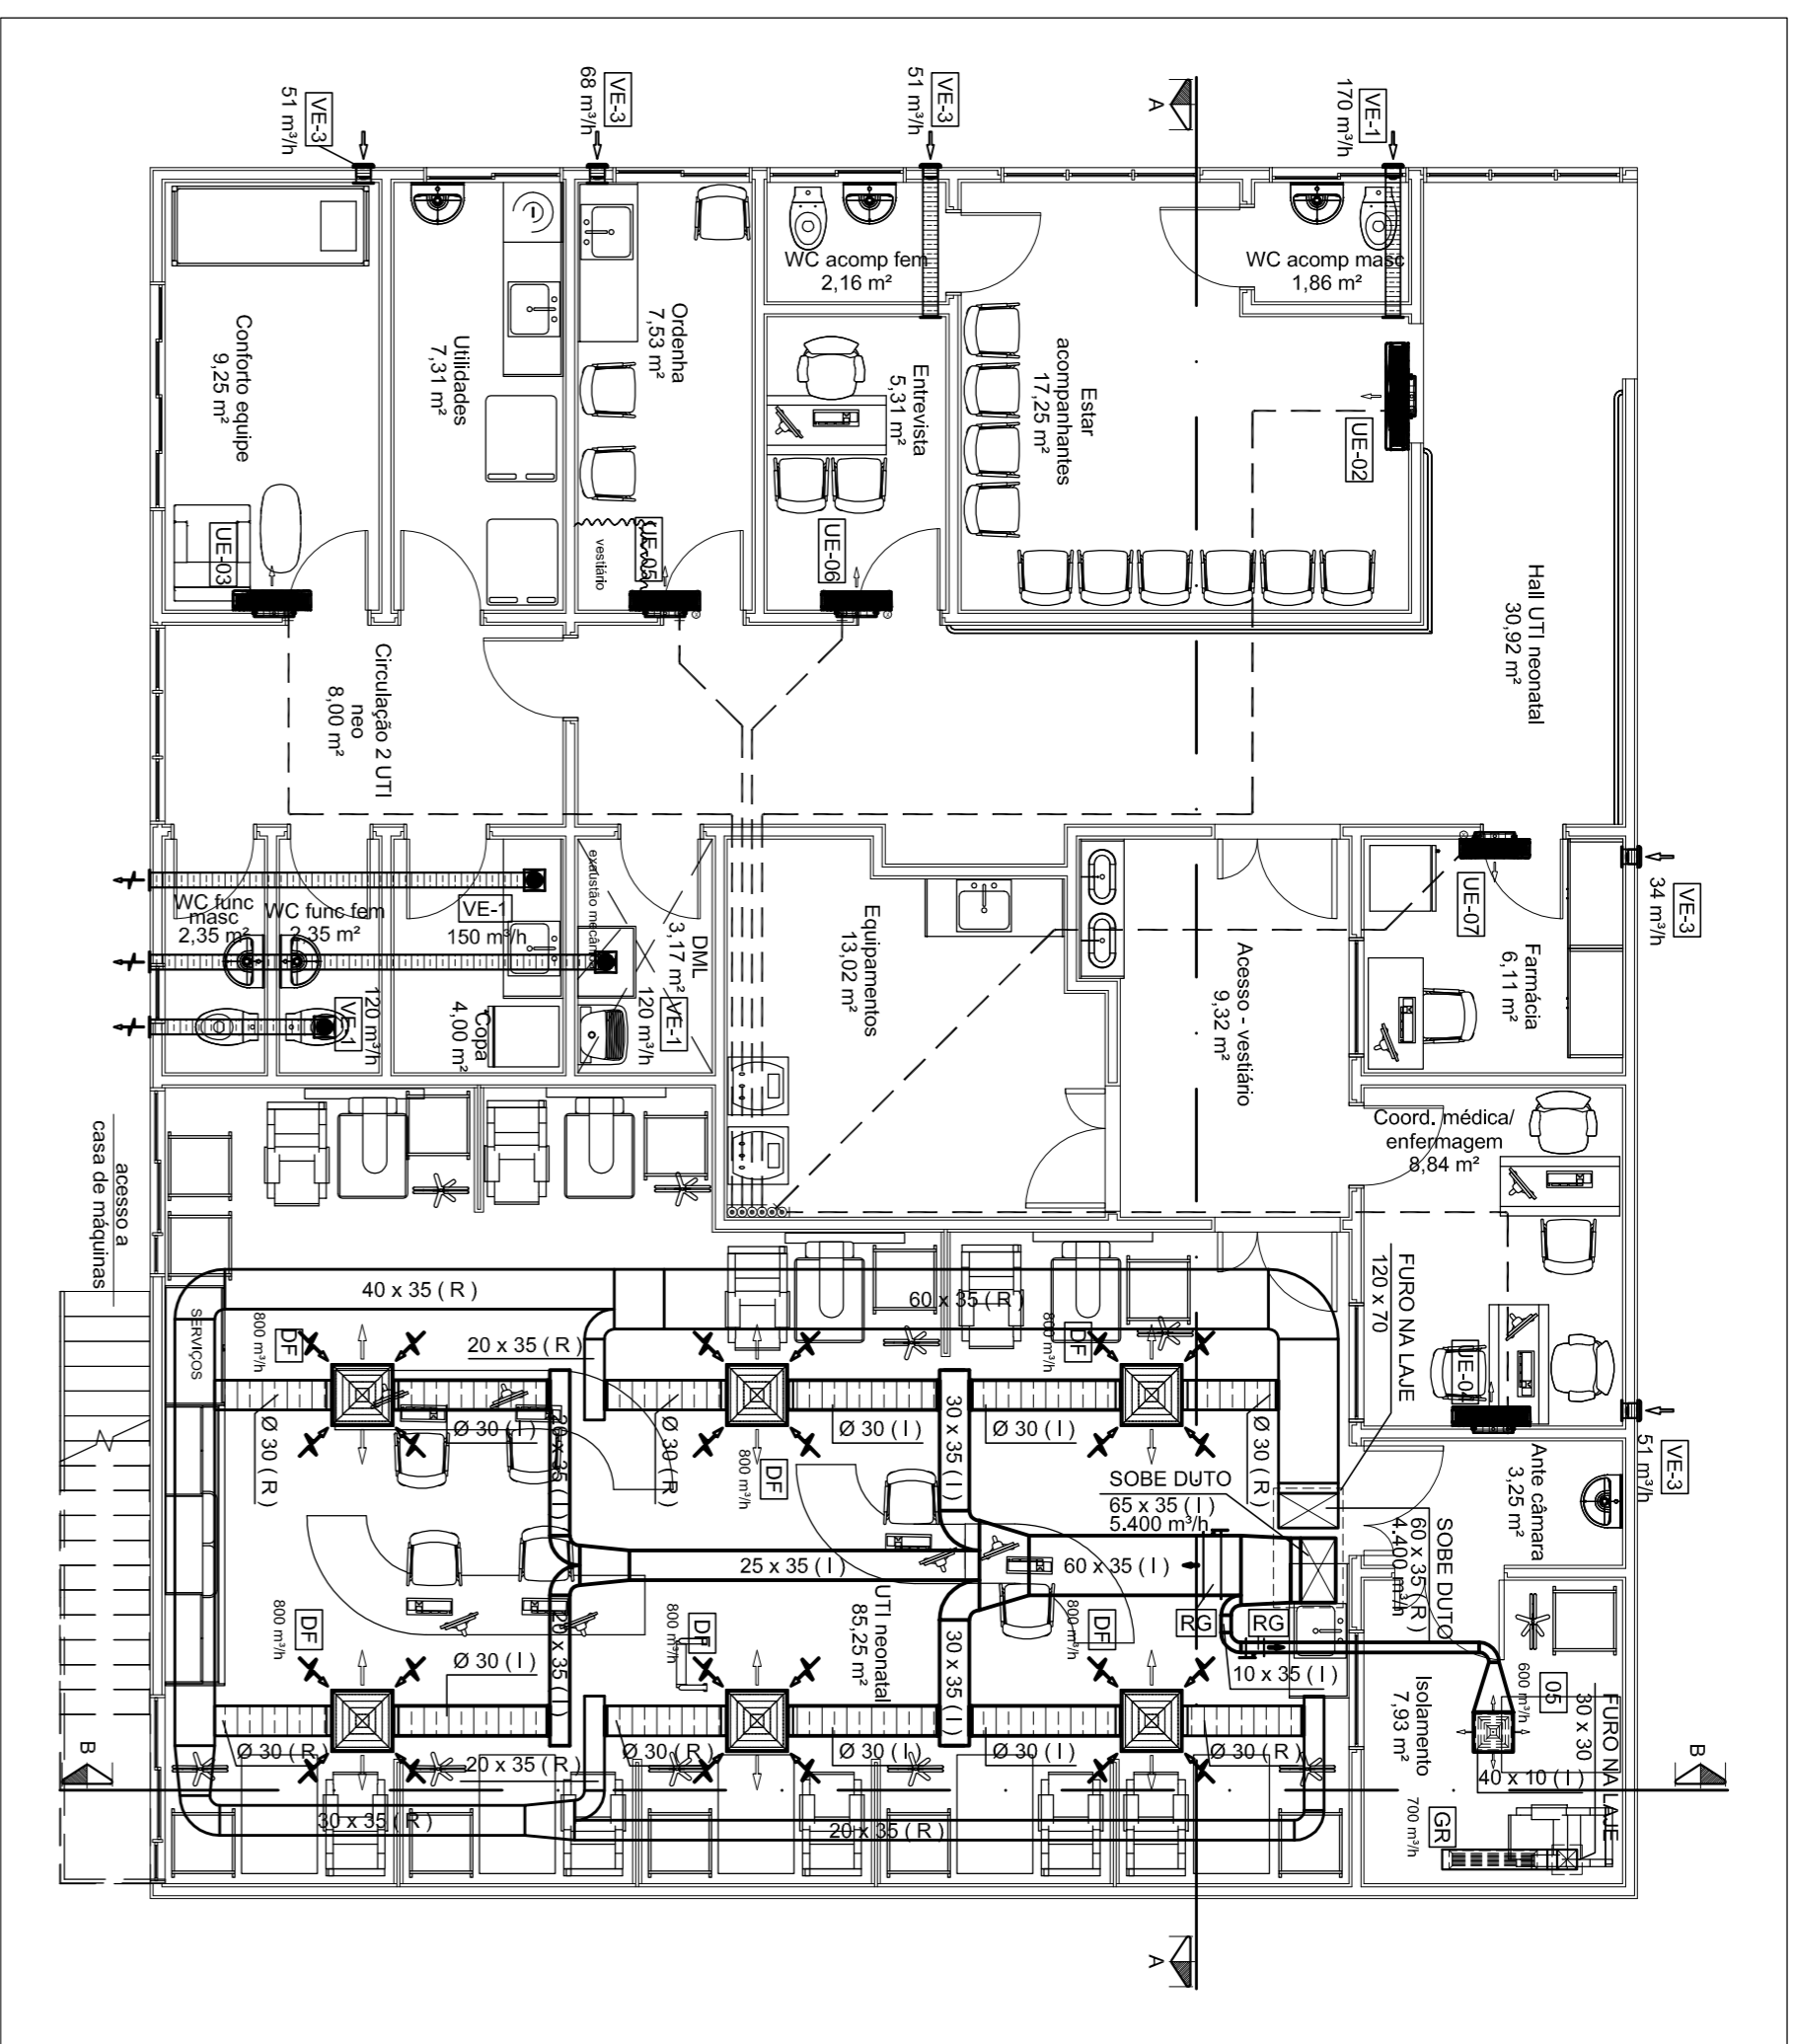 VE-3
51 m³/h
VE-3
68 m³/h
VE-3
51 m³/h
A
VE-1
170 m³/h
WC acomp fem
2,16 m²
WC acomp masc
1,86 m²
Conforto equipe
9,25 m²
Utilidades
7,31 m²
Ordenha
7,53 m²
Entrevista
5,31 m²
Estar
acompanhantes
17,25 m²
UE-02
UE-03
UE-05
vestiário
UE-06
Hall UTI neonatal
30,92 m²
Circulação 2 UTI
neo
8,00 m²
WC func
masc
2,35 m²
WC func fem
2,35 m²
VE-1
150 m³/h
exaustão mecânica
DML
3,17 m²
VE-1
120 m³/h
VE-1
120 m³/h
Copa
4,00 m²
Equipamentos
13,02 m²
Acesso - vestiário
9,32 m²
UE-07
Farmácia
6,11 m²
VE-3
34 m³/h
Coord. médica/
enfermagem
8,84 m²
acesso a
casa de máquinas
FURO NA LAJE
120 x 70
UE-04
VE-3
51 m³/h
Ante câmara
3,25 m²
SERVIÇOS
40 x 35 ( R )
60 x 35 ( R )
DF
800 m³/h
20 x 35 ( R )
800 m³/h
DF
800 m³/h
DF
Ø 30 ( R )
Ø 30 ( I )
20 x 35 ( I )
Ø 30 ( R )
Ø 30 ( I )
30 x 35 ( I )
Ø 30 ( I )
Ø 30 ( R )
SOBE DUTO
65 x 35 ( I )
5.400 m³/h
SOBE DUTO
60 x 35 ( R )
4.400 m³/h
25 x 35 ( I )
60 x 35 ( I )
UTI neonatal
85,25 m²
DF
800 m³/h
DF
800 m³/h
DF
800 m³/h
RG
RG
10 x 35 ( I )
Ø 30 ( I )
20 x 35 ( I )
30 x 35 ( I )
Isolamento
7,93 m²
05
600 m³/h
FURO NA LAJE
30 x 30
40 x 10 ( I )
GR
700 m³/h
Ø 30 ( R )
20 x 35 ( R )
Ø 30 ( R )
Ø 30 ( I )
Ø 30 ( I )
Ø 30 ( R )
30 x 35 ( R )
20 x 35 ( R )
B
B
A